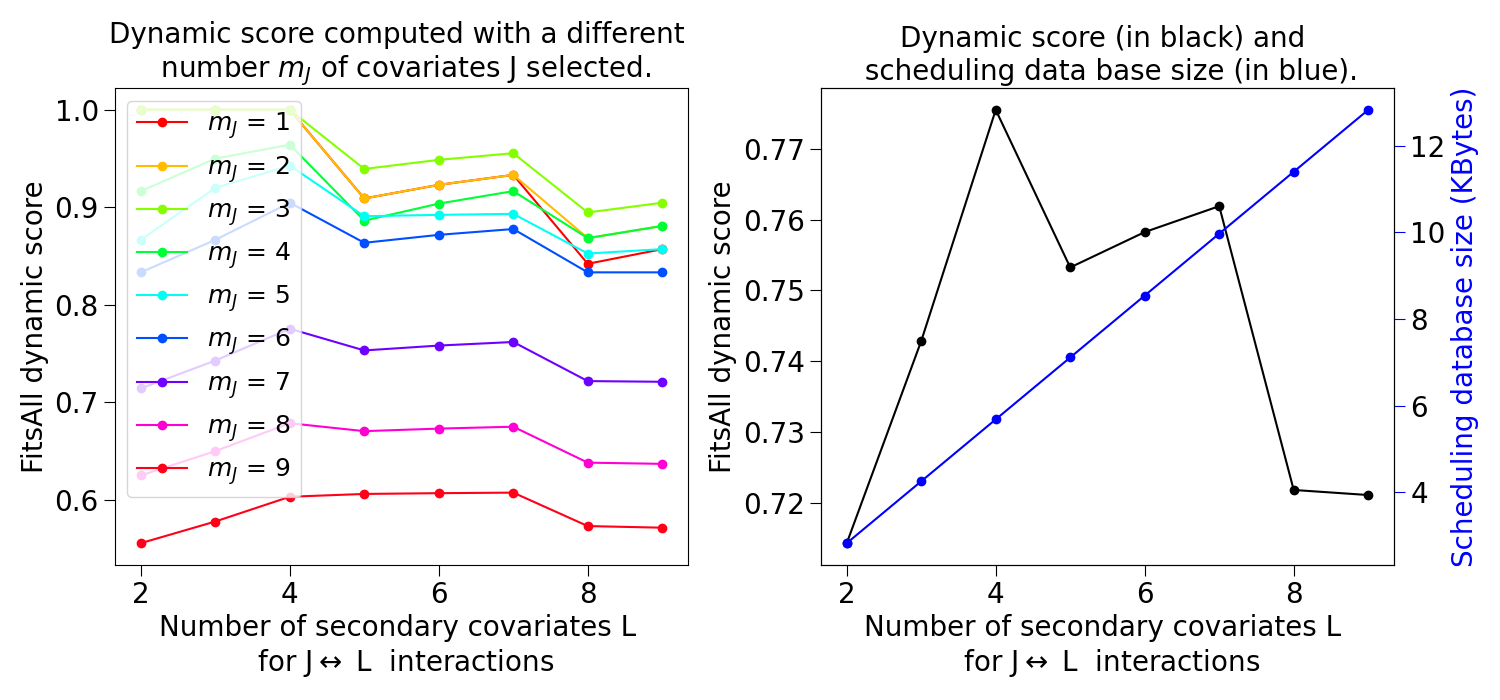 Dynamic score computed with a different
number m_J of covariates J selected.
1.0
0.9
0.8
0.7
0.6
FitsAll dynamic score
m_J = 1
m_J = 2
m_J = 3
m_J = 4
m_J = 5
m_J = 6
m_J = 7
m_J = 8
m_J = 9
2 4 6 8
Number of secondary covariates L
for J↔ L interactions
Dynamic score (in black) and
scheduling data base size (in blue).
0.77
0.76
0.75
0.74
0.73
0.72
FitsAll dynamic score
12
10
8
6
4
Scheduling database size (KBytes)
2 4 6 8
Number of secondary covariates L
for J↔ L interactions